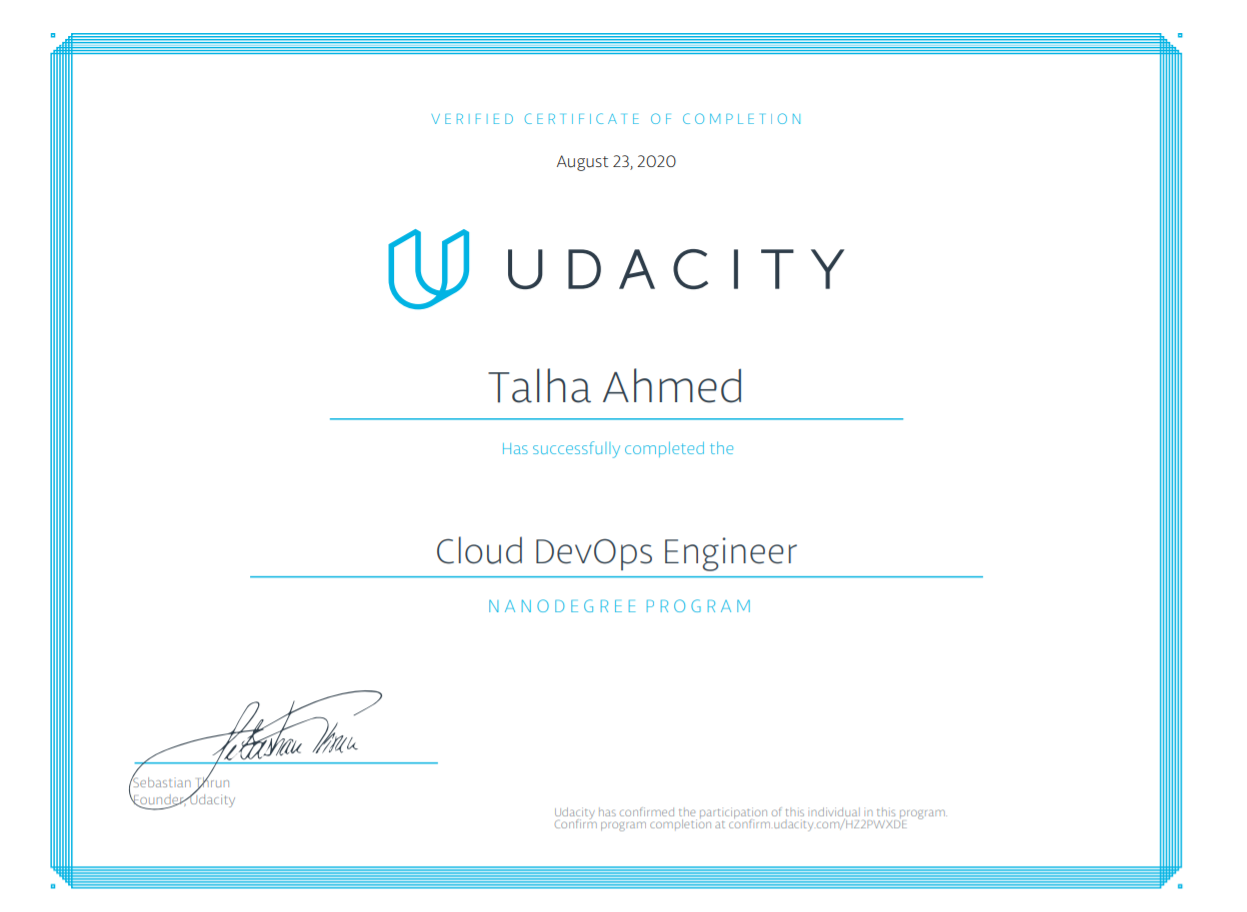 VERIFIED CERTIFICATE OF COMPLETION
August 23, 2020
UDACITY
Talha Ahmed
Has successfully completed the
Cloud DevOps Engineer
NANODEGREE PROGRAM
Sebastian Thrun
Sebastian Thrun
Founder, Udacity
Udacity has confirmed the participation of this individual in this program.
Confirm program completion at confirm.udacity.com/HZ2PWXDE